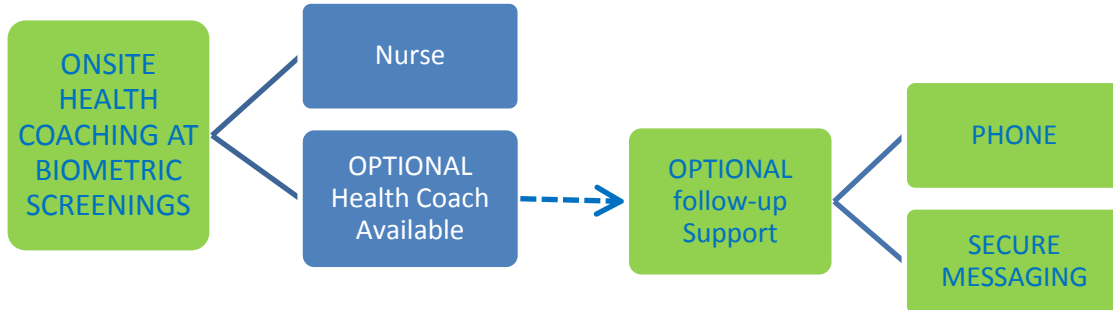 ONSITE
HEALTH
COACHING AT
BIOMETRIC
SCREENINGS
Nurse
OPTIONAL
Health Coach
Available
OPTIONAL
follow-up
Support
PHONE
SECURE
MESSAGING